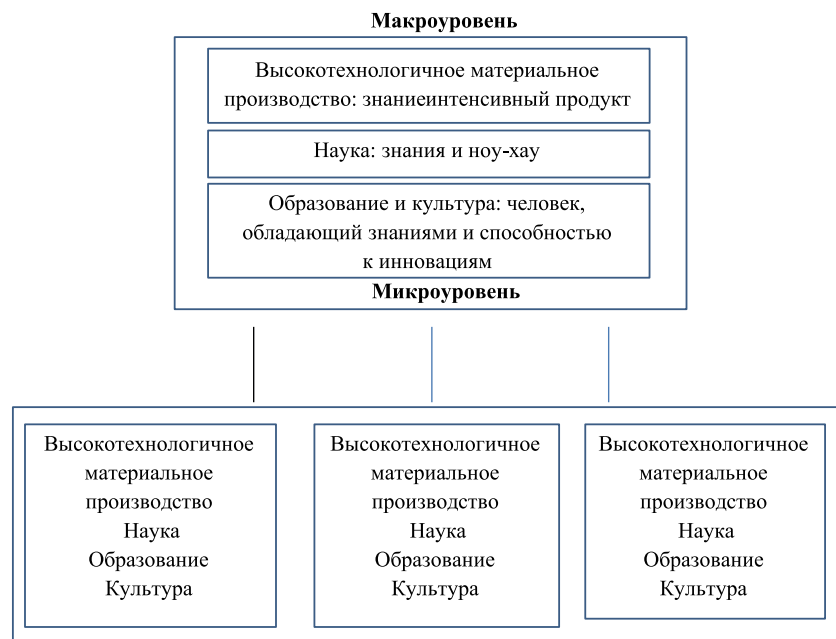 Макроуровень
Высокотехнологичное материальное
производство: знаниеинтенсивный продукт
Наука: знания и ноу-хау
Образование и культура: человек,
обладающий знаниями и способностью
к инновациям
Микроуровень
Высокотехнологичное
материальное
производство
Наука
Образование
Культура
Высокотехнологичное
материальное
производство
Наука
Образование
Культура
Высокотехнологичное
материальное
производство
Наука
Образование
Культура